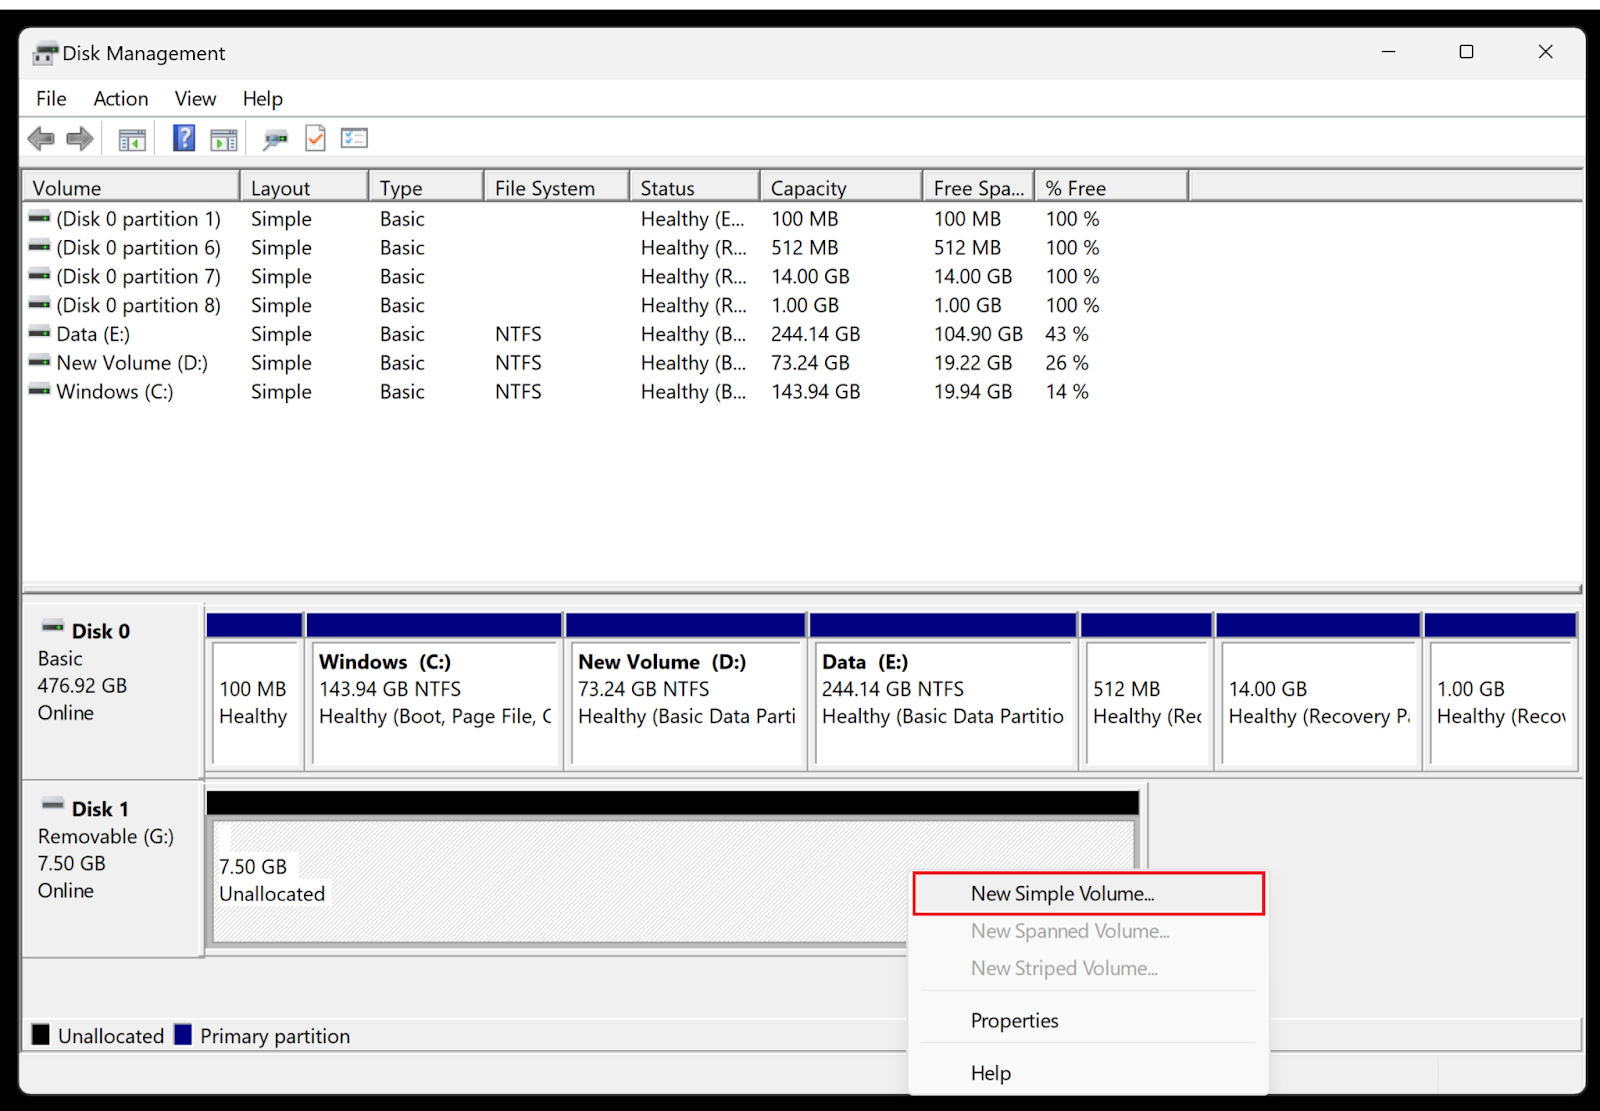 Disk Management
File Action View Help
Volume Layout Type File System Status Capacity Free Spa... % Free
(Disk 0 partition 1) Simple Basic Healthy (E... 100 MB 100 MB 100 %
(Disk 0 partition 6) Simple Basic Healthy (R... 512 MB 512 MB 100 %
(Disk 0 partition 7) Simple Basic Healthy (R... 14.00 GB 14.00 GB 100 %
(Disk 0 partition 8) Simple Basic Healthy (R... 1.00 GB 1.00 GB 100 %
Data (E:) Simple Basic NTFS Healthy (B... 244.14 GB 104.90 GB 43 %
New Volume (D:) Simple Basic NTFS Healthy (B... 73.24 GB 19.22 GB 26 %
Windows (C:) Simple Basic NTFS Healthy (B... 143.94 GB 19.94 GB 14 %
Disk 0
Basic
476.92 GB
Online
100 MB
Healthy
Windows (C:)
143.94 GB NTFS
Healthy (Boot, Page File, C
New Volume (D:)
73.24 GB NTFS
Healthy (Basic Data Parti
Data (E:)
244.14 GB NTFS
Healthy (Basic Data Partitio
512 MB
Healthy (Rec
14.00 GB
Healthy (Recovery Pa
1.00 GB
Healthy (Recov
Disk 1
Removable (G:)
7.50 GB
Online
7.50 GB
Unallocated
New Simple Volume...
New Spanned Volume...
New Striped Volume...
Properties
Help
Unallocated Primary partition